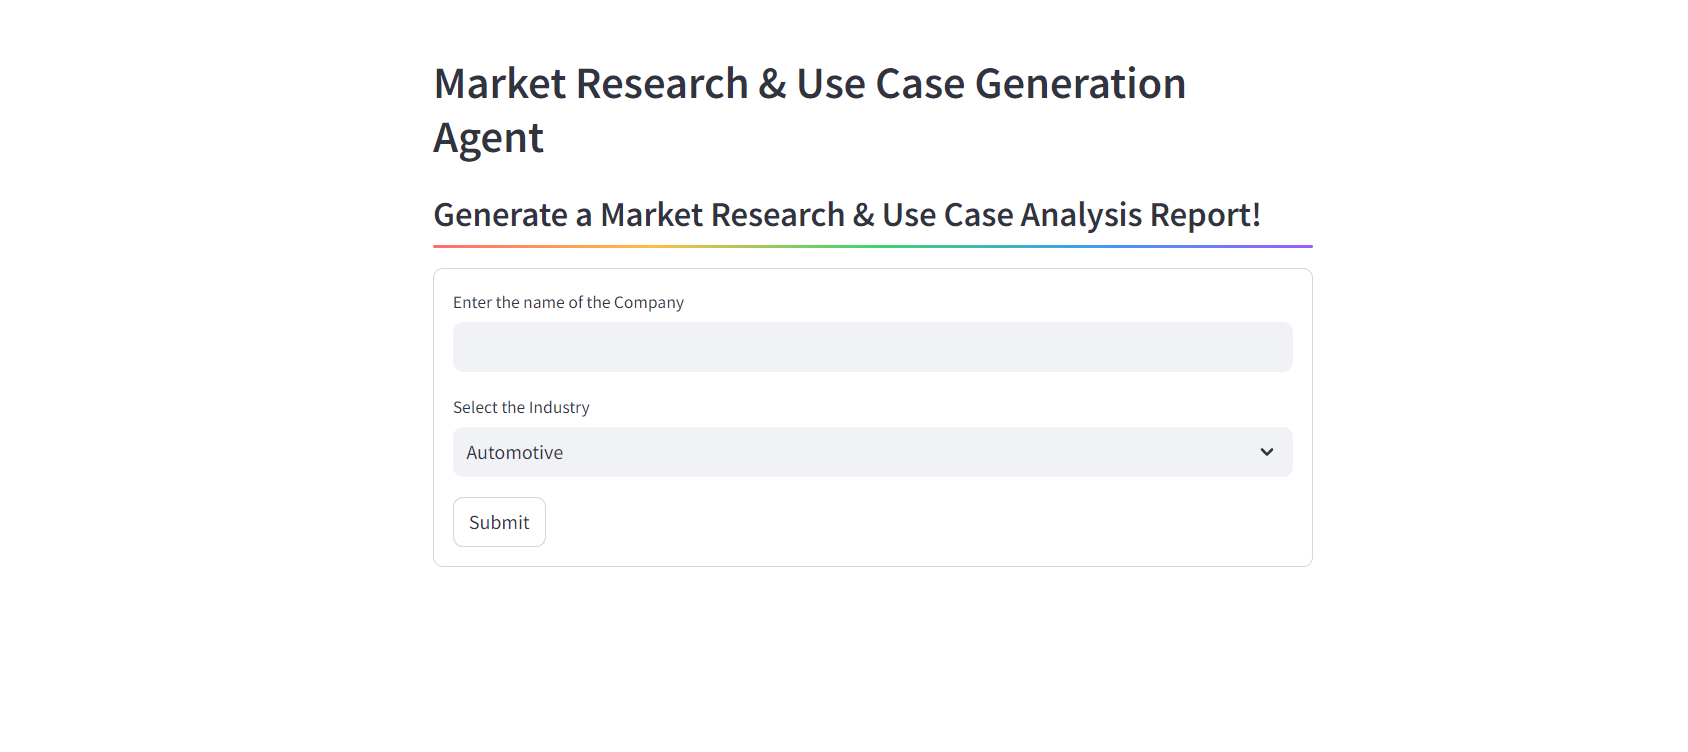 Market Research & Use Case Generation
Agent
Generate a Market Research & Use Case Analysis Report!
Enter the name of the Company
Select the Industry
Automotive
Submit